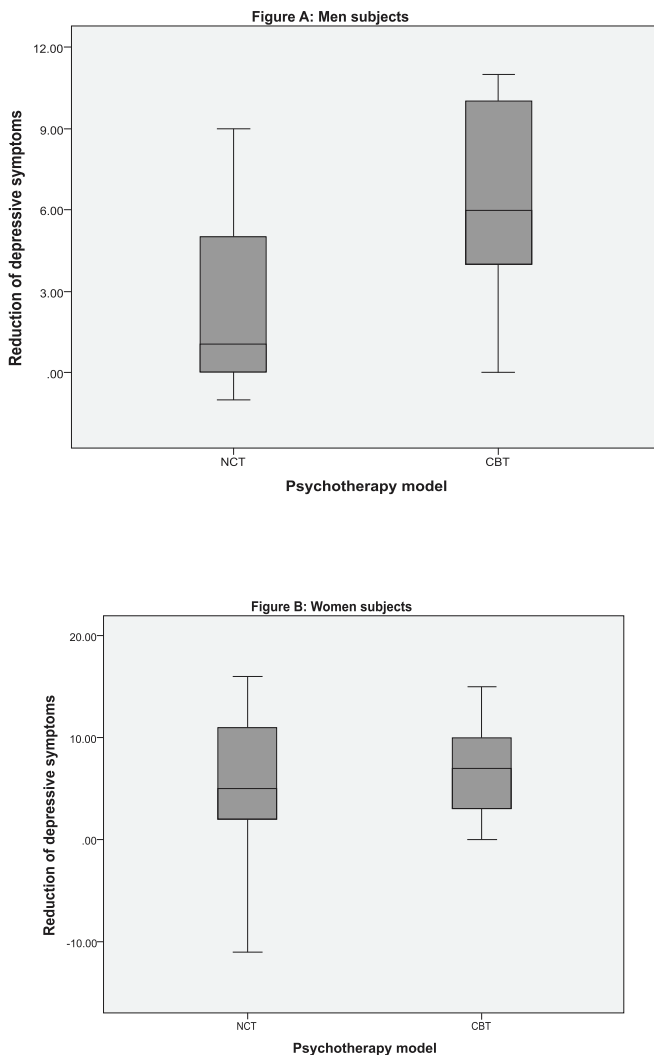 Figure A: Men subjects
12.00
9.00
6.00
3.00
.00
Reduction of depressive symptoms
NCT
CBT
Psychotherapy model
Figure B: Women subjects
20.00
10.00
.00
-10.00
Reduction of depressive symptoms
NCT
CBT
Psychotherapy model